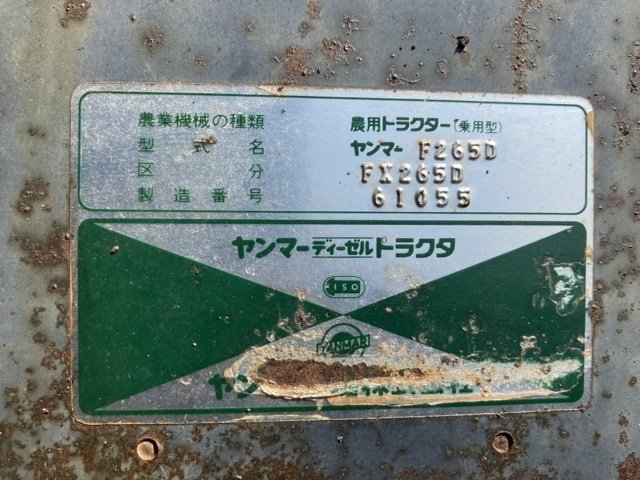 農業機械の種類 農用トラクター(乗用型)
型式名 ヤンマー F265D
区分 FX265D
製造番号 61055
ヤンマーディーゼルトラクタ
ISO
YANMAR
ヤン